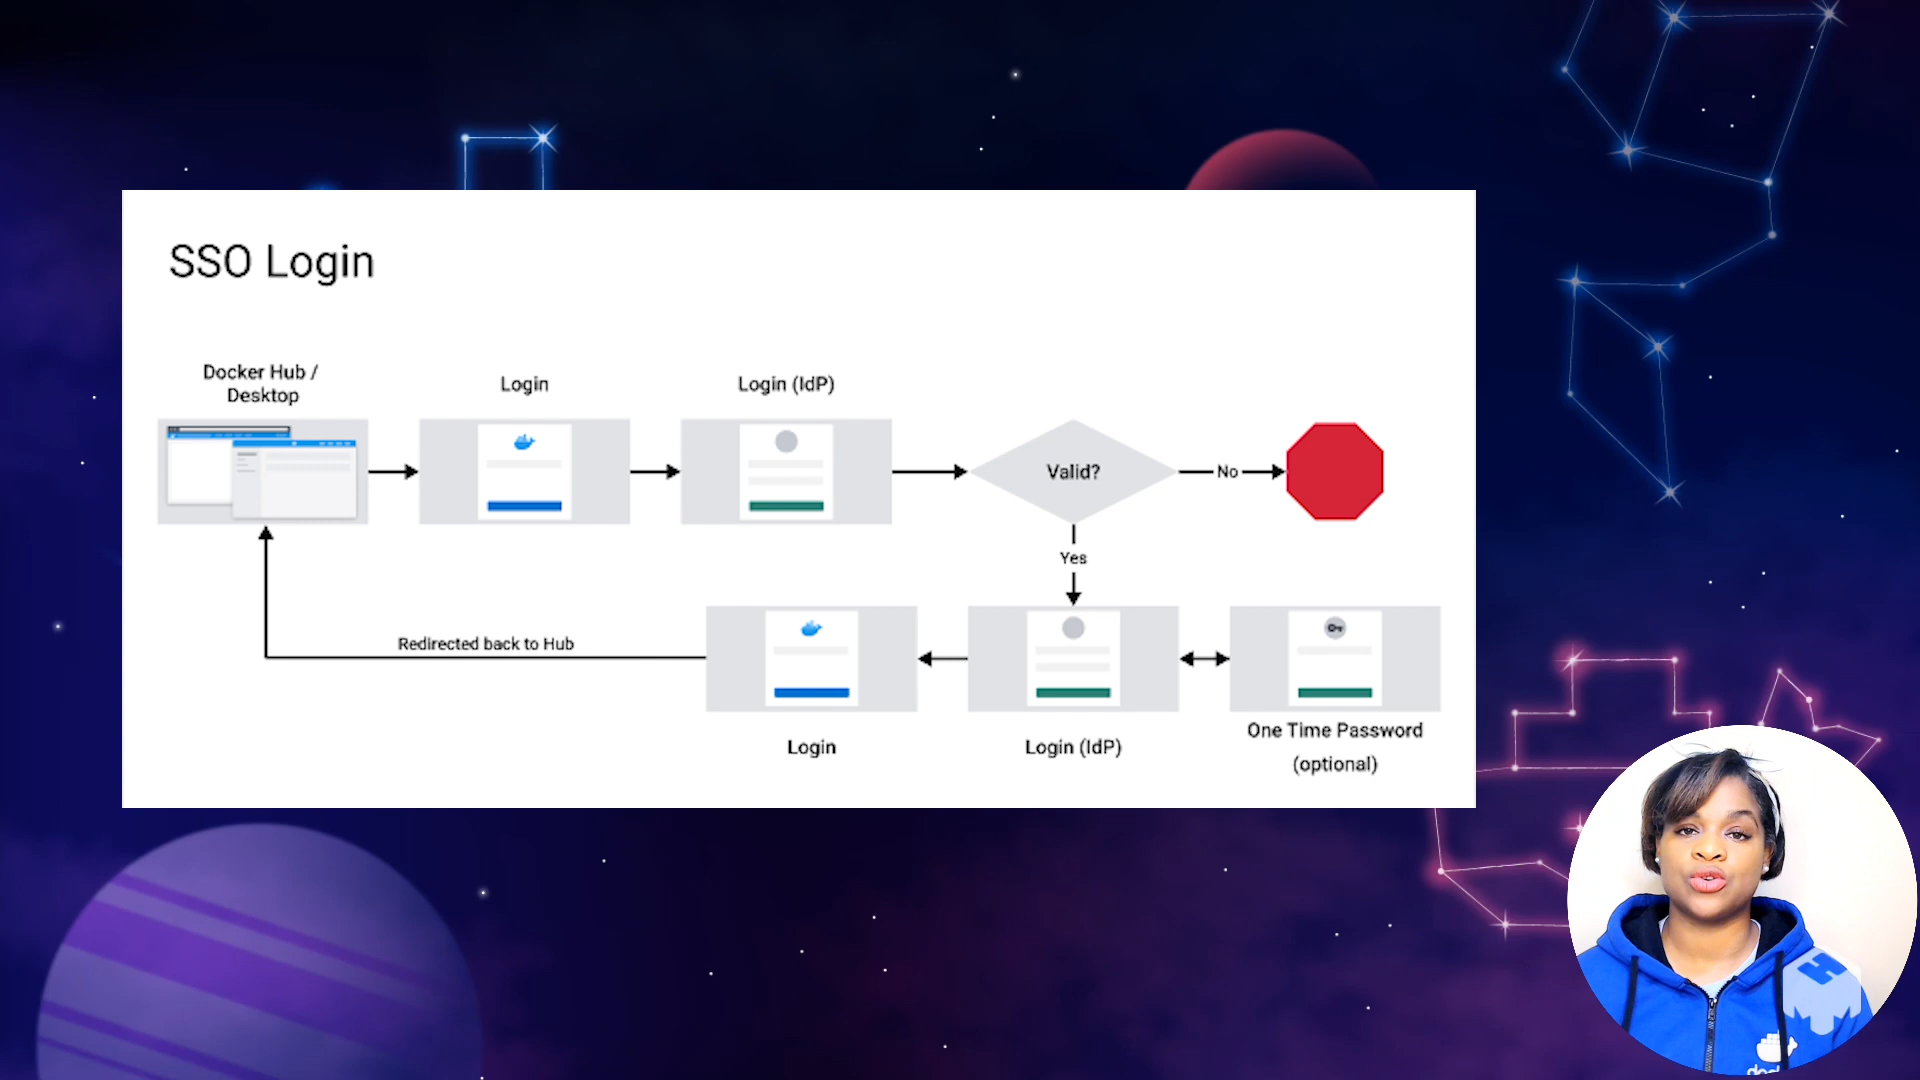 SSO Login
Docker Hub /
Desktop
Login
Login (IdP)
Valid?
No
Yes
Redirected back to Hub
Login
Login (IdP)
One Time Password
(optional)